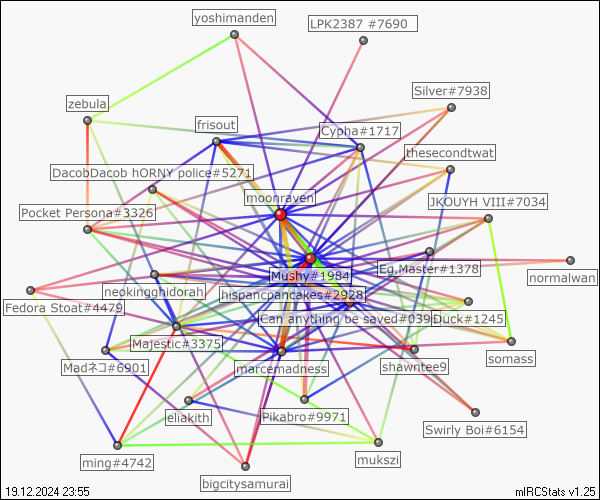 yoshimanden
LPK2387 #7690
Silver#7938
zebula
frisout
Cypha#1717
thesecondtwat
DacobDacob hORNY police#5271
moonraven
JKOUYH VIII#7034
Pocket Persona#3326
Mushy#1984
Eg.Master#1378
normalwan
neokingghidorah
hispancpancakes#2928
Fedora Stoat#4479
Can anything be saved#039
Duck#1245
Majestic#3375
somass
Madネコ#6901
marcemadness
shawntee9
eliakith
Pikabro#9971
Swirly Boi#6154
ming#4742
mukszi
bigcitysamurai
19.12.2024 23:55
mIRCStats v1.25